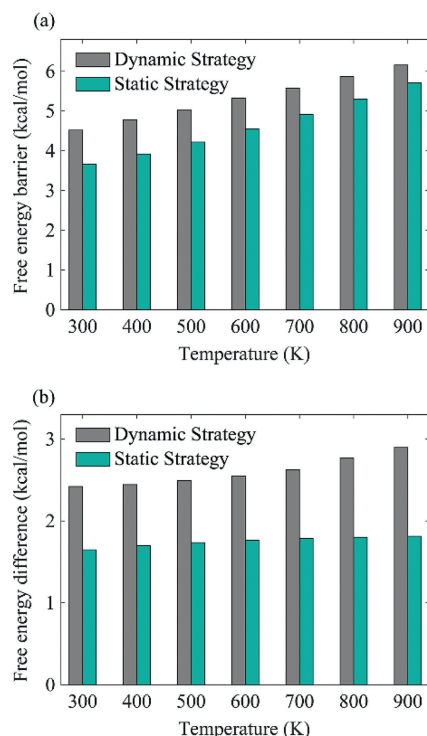 (a)
Dynamic Strategy
Static Strategy
Free energy barrier (kcal/mol)
6
5
4
3
2
1
0
300 400 500 600 700 800 900
Temperature (K)
(b)
Dynamic Strategy
Static Strategy
Free energy difference (kcal/mol)
3
2
1
0
300 400 500 600 700 800 900
Temperature (K)